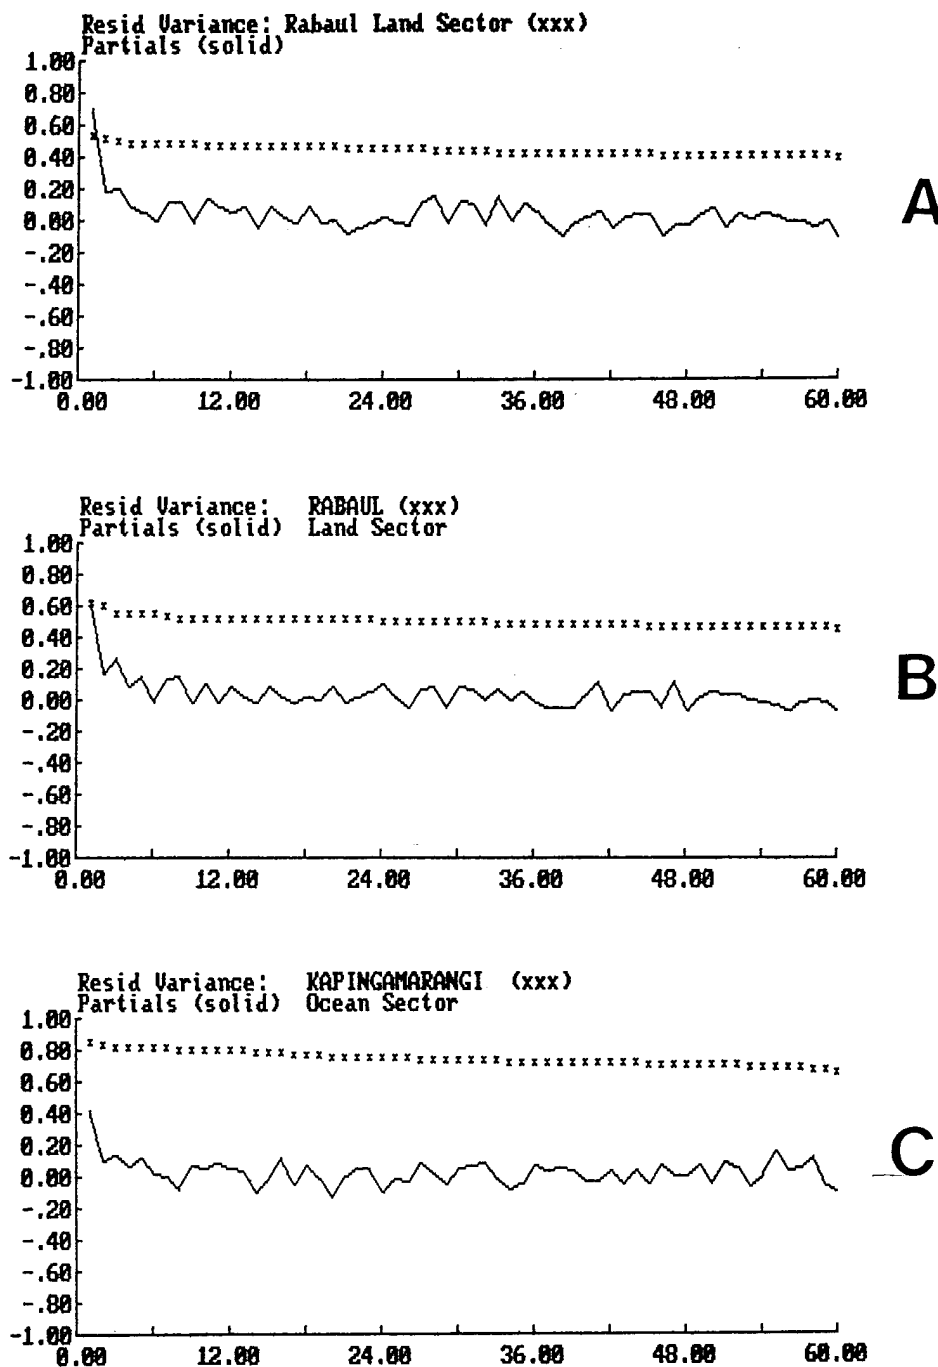 Resid Variance: Rabaul Land Sector (xxx)
Partials (solid)
1.00
0.80
0.60
0.40
0.20
0.00
-.20
-.40
-.60
-.80
-1.00
0.00 12.00 24.00 36.00 48.00 60.00
A
Resid Variance: RABAUL (xxx)
Partials (solid) Land Sector
1.00
0.80
0.60
0.40
0.20
0.00
-.20
-.40
-.60
-.80
-1.00
0.00 12.00 24.00 36.00 48.00 60.00
B
Resid Variance: KAPINGAMARANGI (xxx)
Partials (solid) Ocean Sector
1.00
0.80
0.60
0.40
0.20
0.00
-.20
-.40
-.60
-.80
-1.00
0.00 12.00 24.00 36.00 48.00 60.00
C